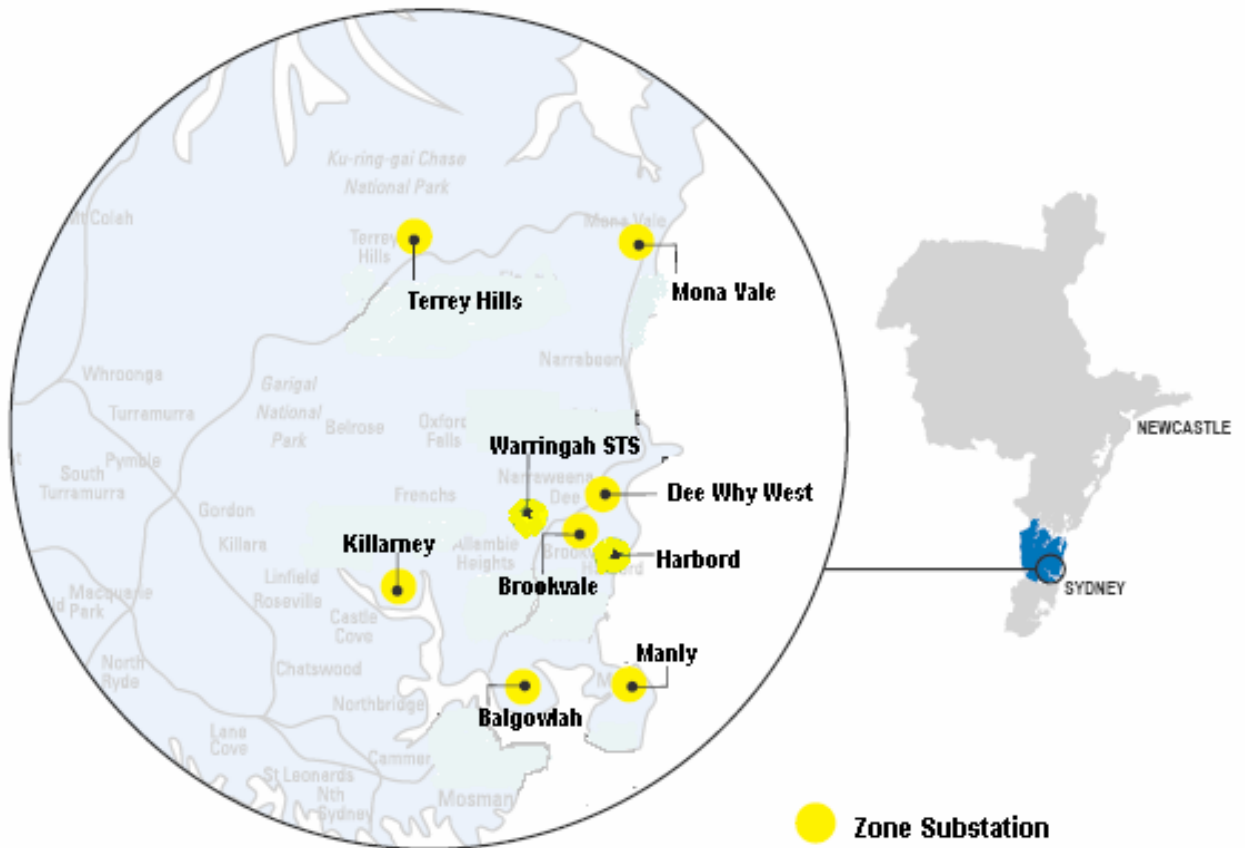 Ku-ring-gai Chase
National Park
Mt Colah
Mona Vale
Terrey
Hills
Terrey Hills
Mona Vale
Narrabeen
Whroonga
Garigal
National
Park
Turramurra
Belrose
Oxford
Falls
NEWCASTLE
Warringah STS
Pymble
South
Turramurra
Narraweena
Dee
Frenchs
Dee Why West
Gordon
Killara
Killarney
Allambie
Heights
Harbord
Brookvale
Linfield
Roseville
Macquarie
Park
Castle
Cove
SYDNEY
Manly
North
Ryde
Chatswood
Northbridge
Balgowlah
Lane
Cove
Cammer
St Leonards
Nth
Sydney
Mosman
Zone Substation